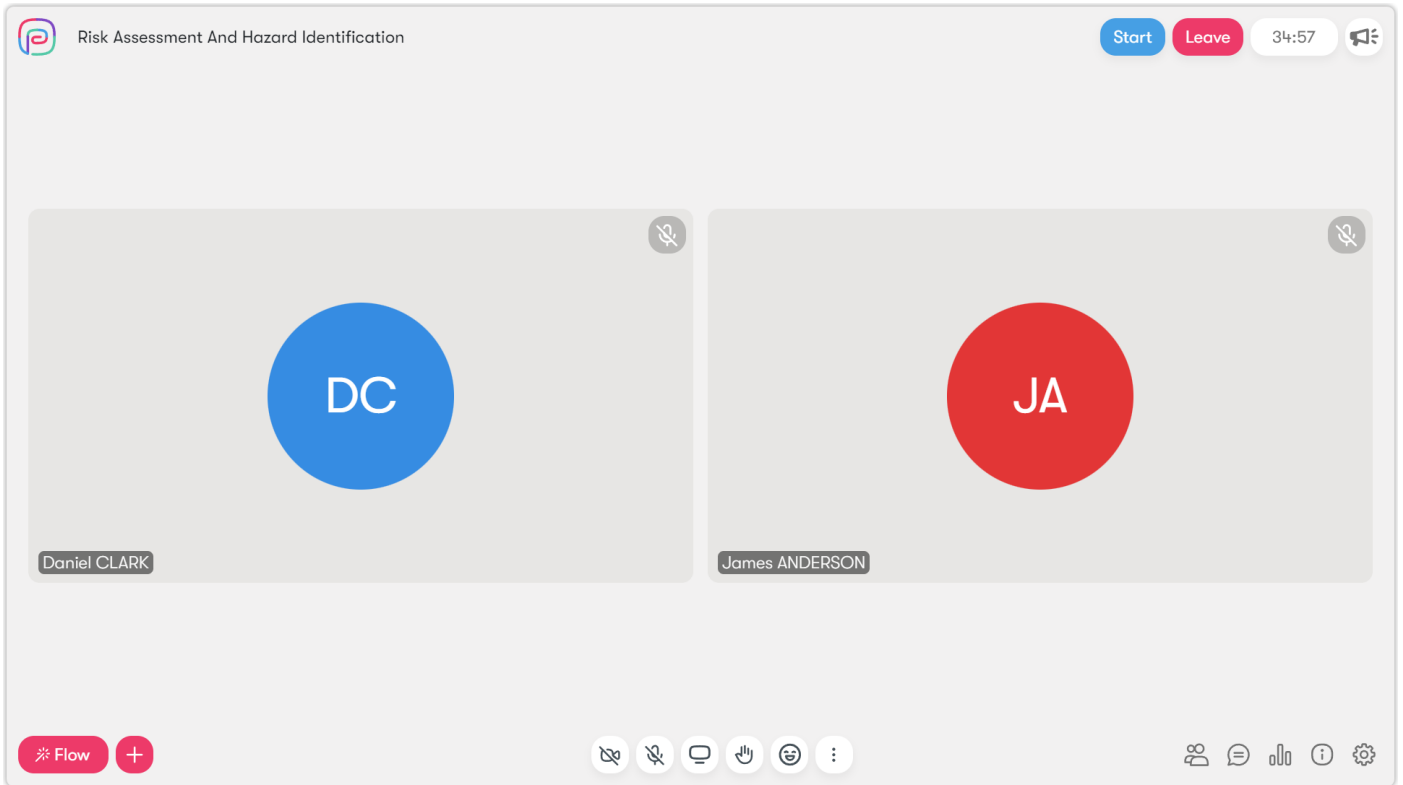 Risk Assessment And Hazard Identification
Start
Leave
34:57
DC
JA
Daniel CLARK
James ANDERSON
Flow